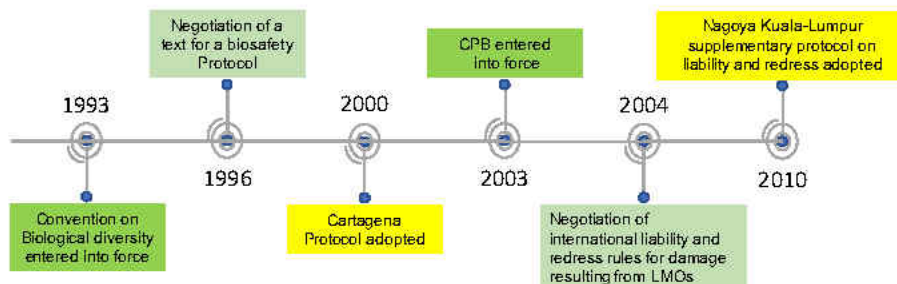 Negotiation of a
text for a biosafety
Protocol
CPB entered
into force
Nagoya Kuala-Lumpur
supplementary protocol on
liability and redress adopted
1993
2000
2004
1996
2003
2010
Convention on
Biological diversity
entered into force
Cartagena
Protocol adopted
Negotiation of
international liability and
redress rules for damage
resulting from LMOs